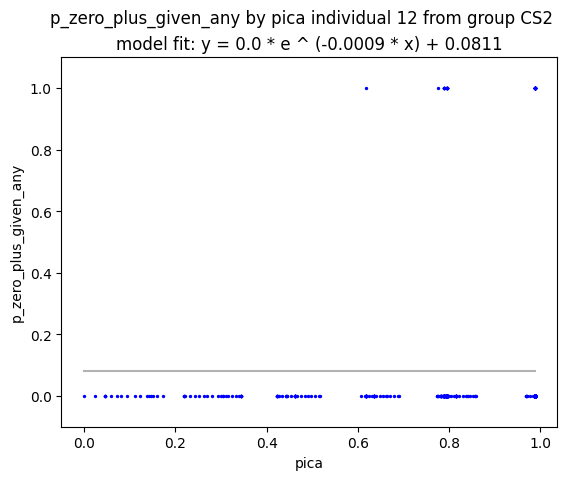 p_zero_plus_given_any by pica individual 12 from group CS2
model fit: y = 0.0 * e ^ (-0.0009 * x) + 0.0811
1.0
0.8
0.6
0.4
0.2
0.0
p_zero_plus_given_any
0.0 0.2 0.4 0.6 0.8 1.0
pica